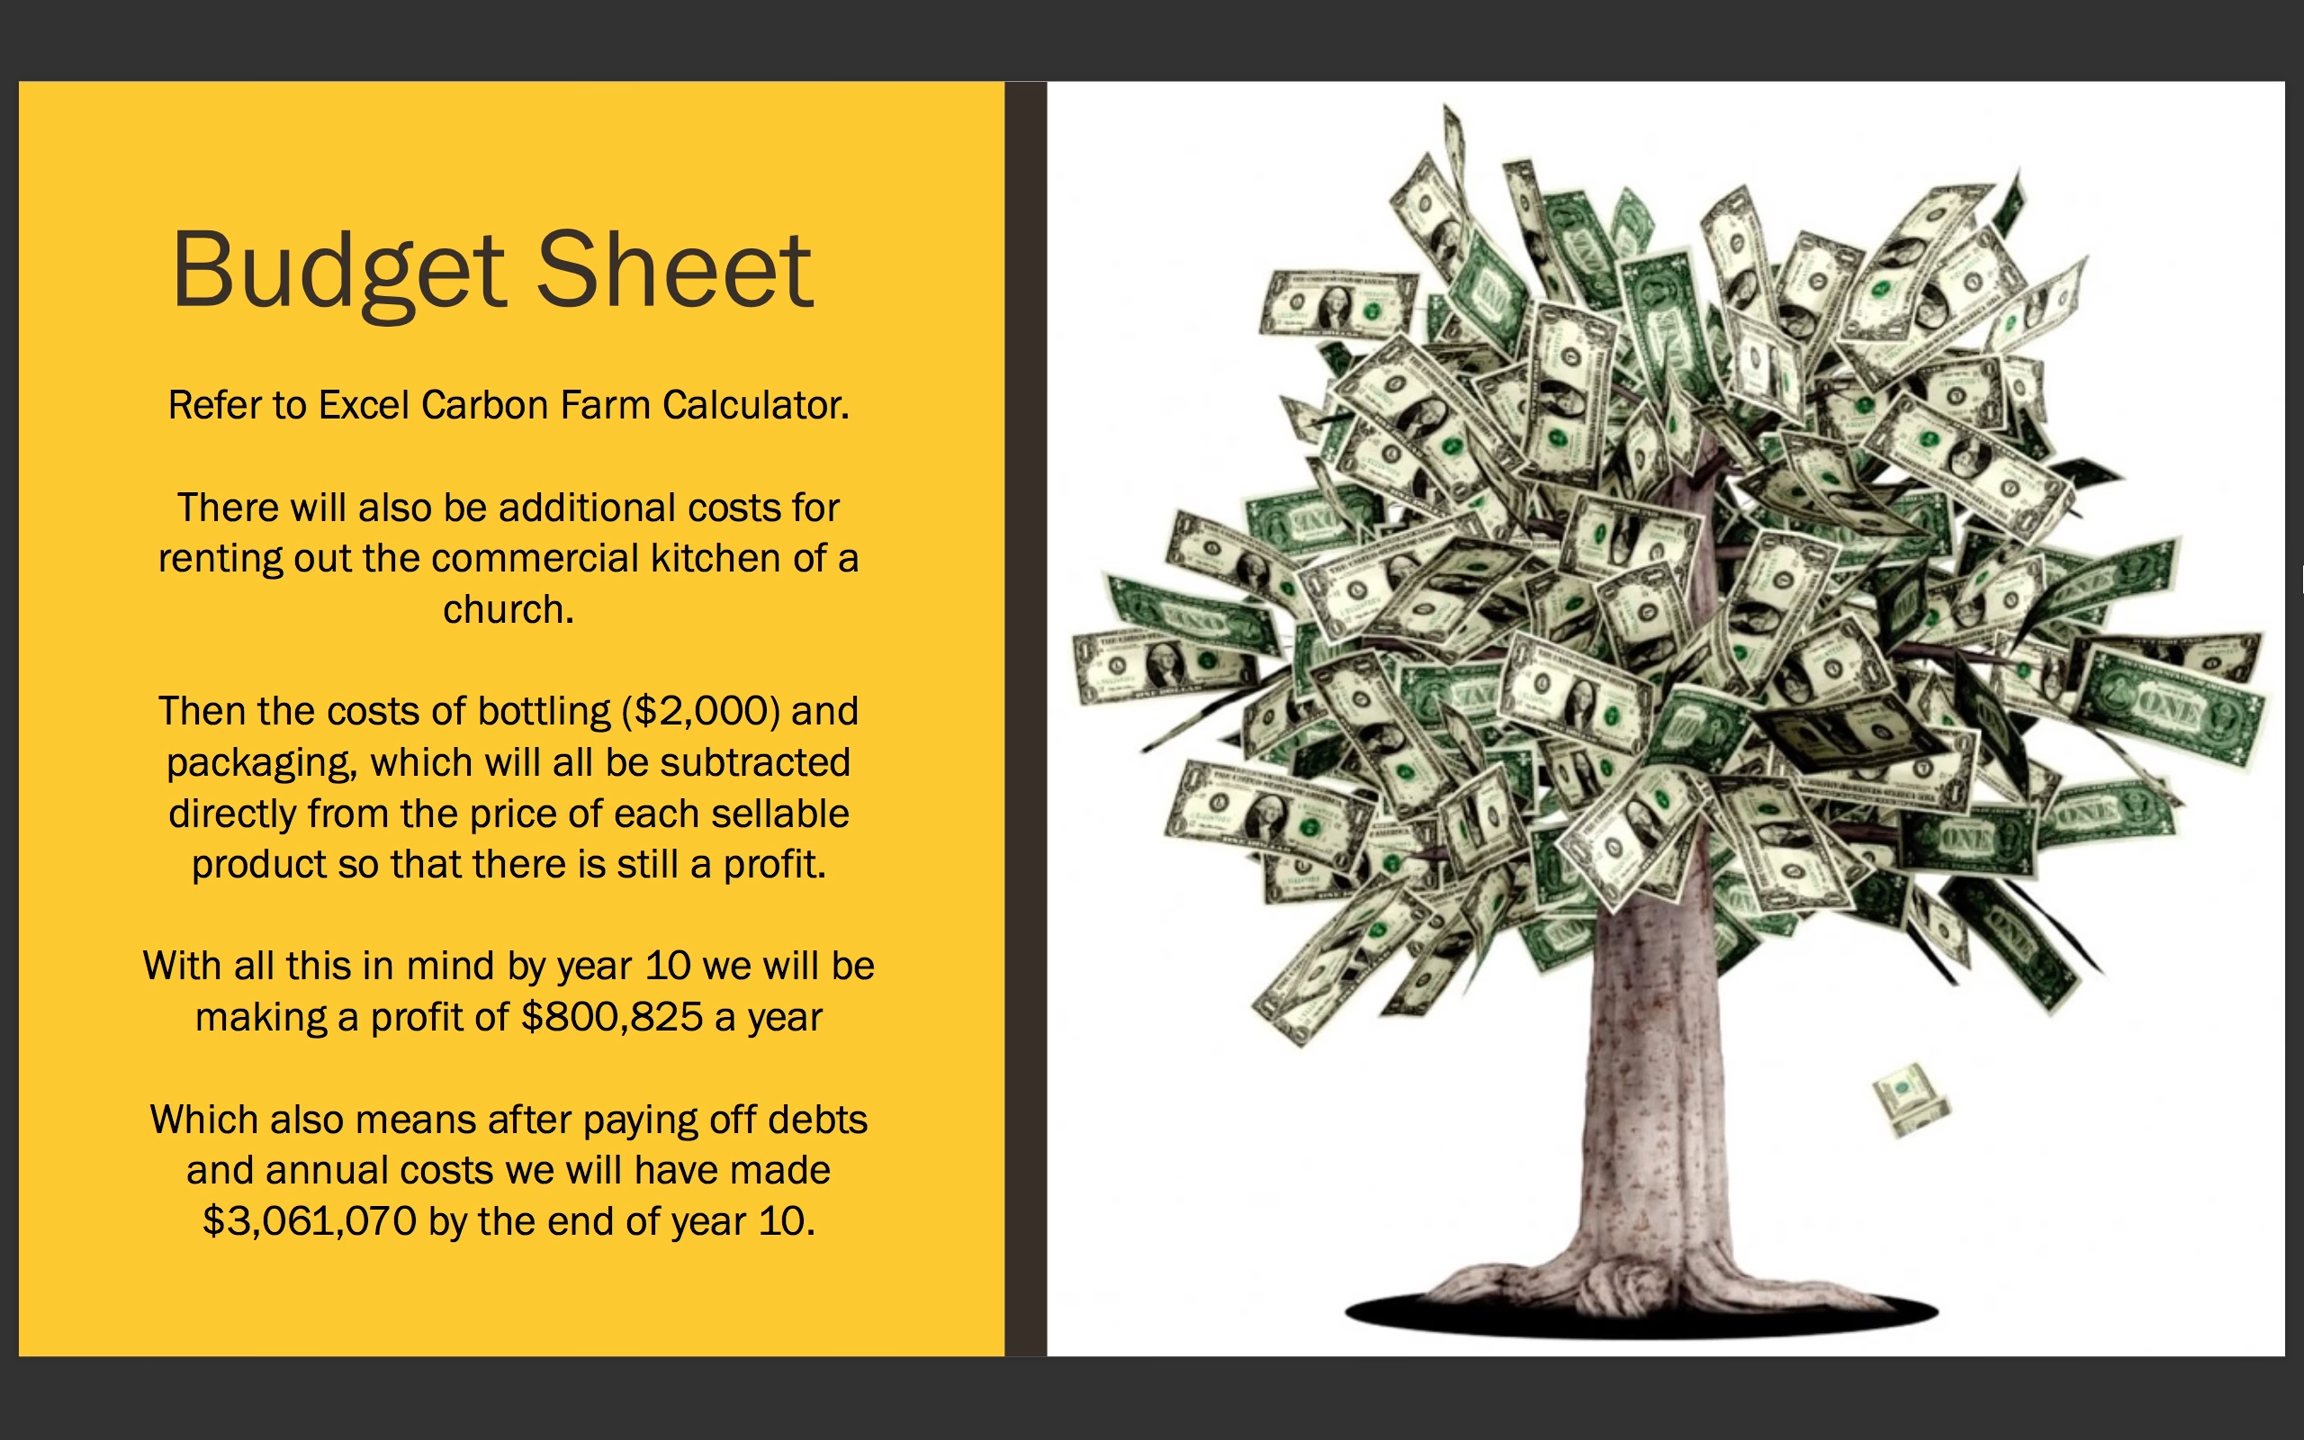 Budget Sheet
Refer to Excel Carbon Farm Calculator.
There will also be additional costs for
renting out the commercial kitchen of a
church.
Then the costs of bottling ($2,000) and
packaging, which will all be subtracted
directly from the price of each sellable
product so that there is still a profit.
With all this in mind by year 10 we will be
making a profit of $800,825 a year
Which also means after paying off debts
and annual costs we will have made
$3,061,070 by the end of year 10.
ONE
ONE
ONE
ONE